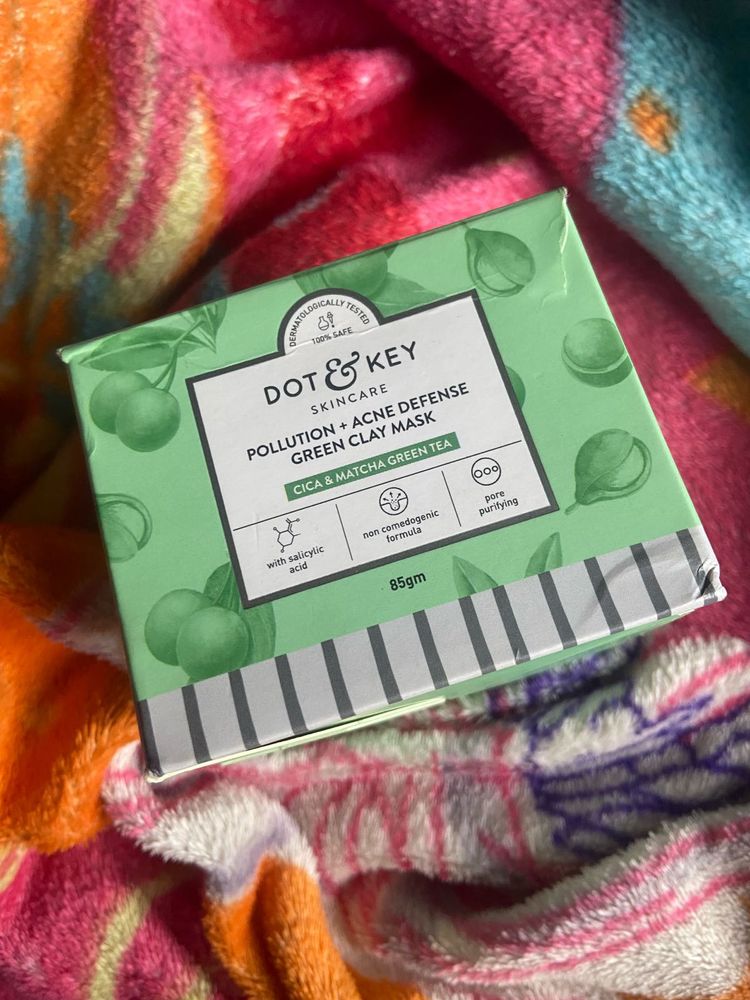 DERMATOLOGICALLY TESTED
100% SAFE
DOT & KEY
SKINCARE
POLLUTION + ACNE DEFENSE
GREEN CLAY MASK
CICA & MATCHA GREEN TEA
with salicylic
acid
non comedogenic
formula
pore
purifying
85gm